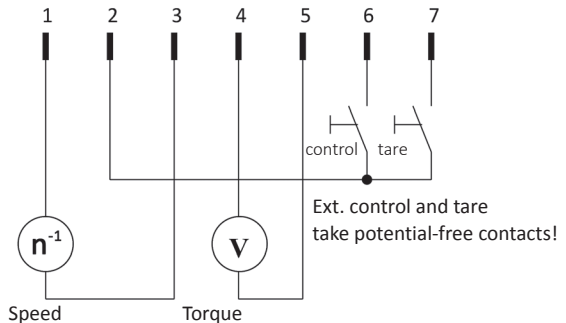 1 2 3 4 5 6 7
control tare
Ext. control and tare
take potential-free contacts!
n-1
V
Speed Torque